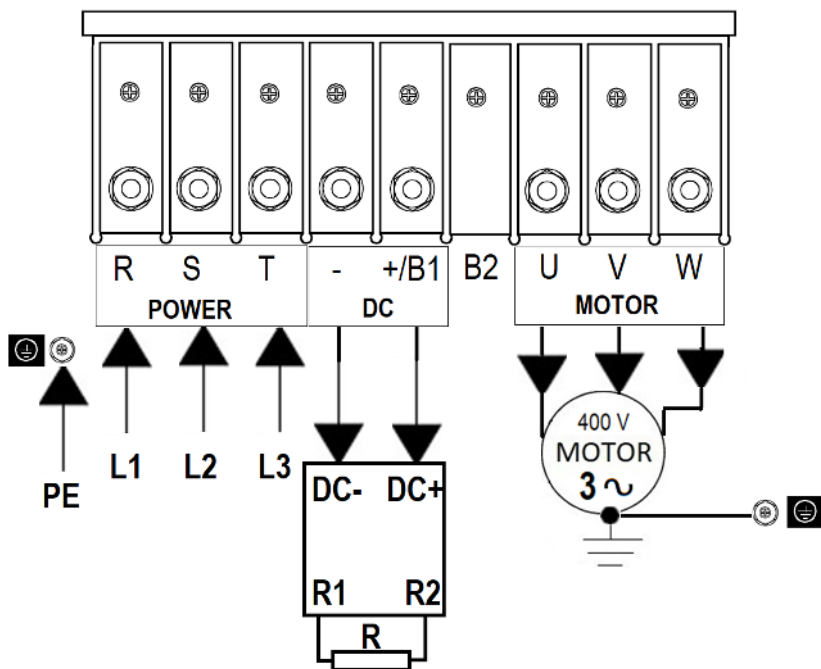 R S T - +/B1 B2 U V W
POWER DC MOTOR
L1 L2 L3
PE
DC- DC+
R1 R2
R
400 V
MOTOR
3 ∿